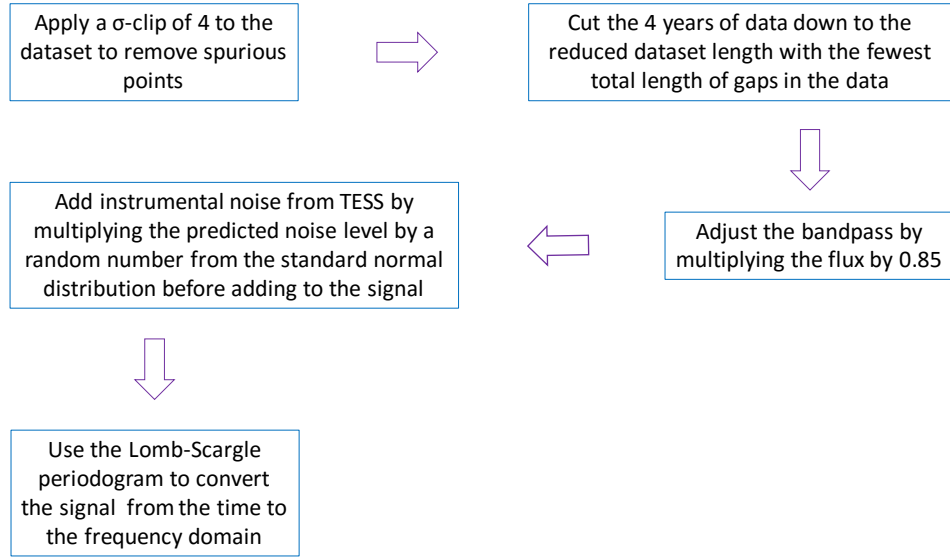 Apply a σ-clip of 4 to the
dataset to remove spurious
points
Cut the 4 years of data down to the
reduced dataset length with the fewest
total length of gaps in the data
Adjust the bandpass by
multiplying the flux by 0.85
Add instrumental noise from TESS by
multiplying the predicted noise level by a
random number from the standard normal
distribution before adding to the signal
Use the Lomb-Scargle
periodogram to convert
the signal from the time to
the frequency domain